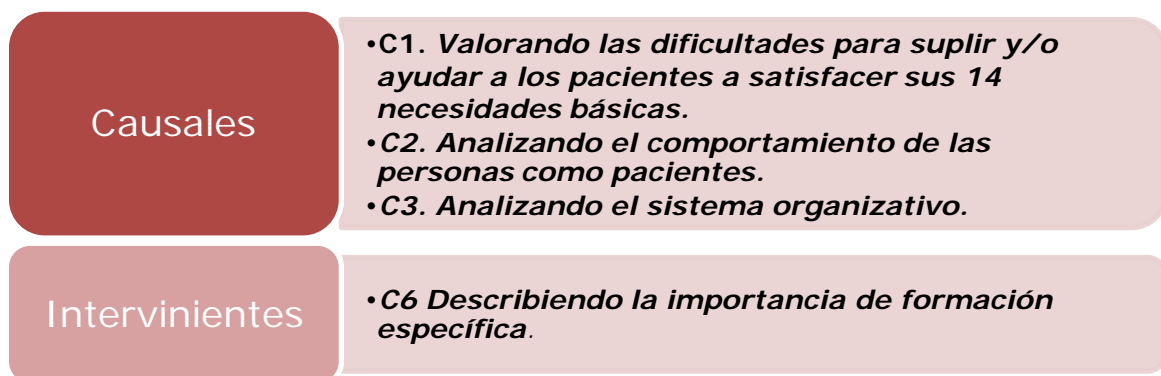 Causales
•C1. Valorando las dificultades para suplir y/o
ayudar a los pacientes a satisfacer sus 14
necesidades básicas.
•C2. Analizando el comportamiento de las
personas como pacientes.
•C3. Analizando el sistema organizativo.
Intervinientes
•C6 Describiendo la importancia de formación
específica.